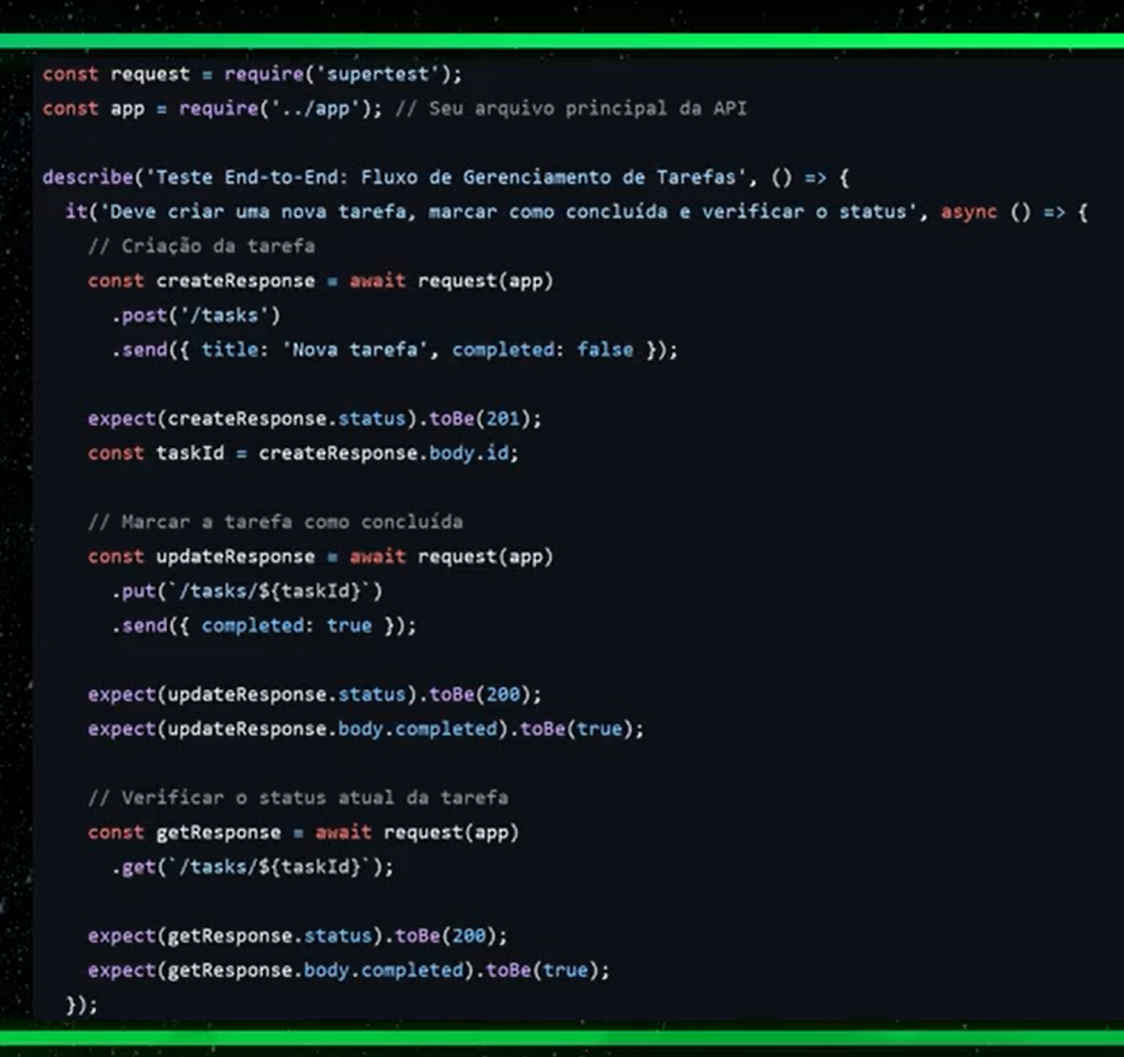 const request = require('supertest');
const app = require('../app'); // Seu arquivo principal da API
describe('Teste End-to-End: Fluxo de Gerenciamento de Tarefas', () => {
it('Deve criar uma nova tarefa, marcar como concluída e verificar o status', async () => {
// Criação da tarefa
const createResponse = await request(app)
.post('/tasks')
.send({ title: 'Nova tarefa', completed: false });
expect(createResponse.status).toBe(201);
const taskId = createResponse.body.id;
// Marcar a tarefa como concluída
const updateResponse = await request(app)
.put(`/tasks/${taskId}`)
.send({ completed: true });
expect(updateResponse.status).toBe(200);
expect(updateResponse.body.completed).toBe(true);
// Verificar o status atual da tarefa
const getResponse = await request(app)
.get(`/tasks/${taskId}`);
expect(getResponse.status).toBe(200);
expect(getResponse.body.completed).toBe(true);
});